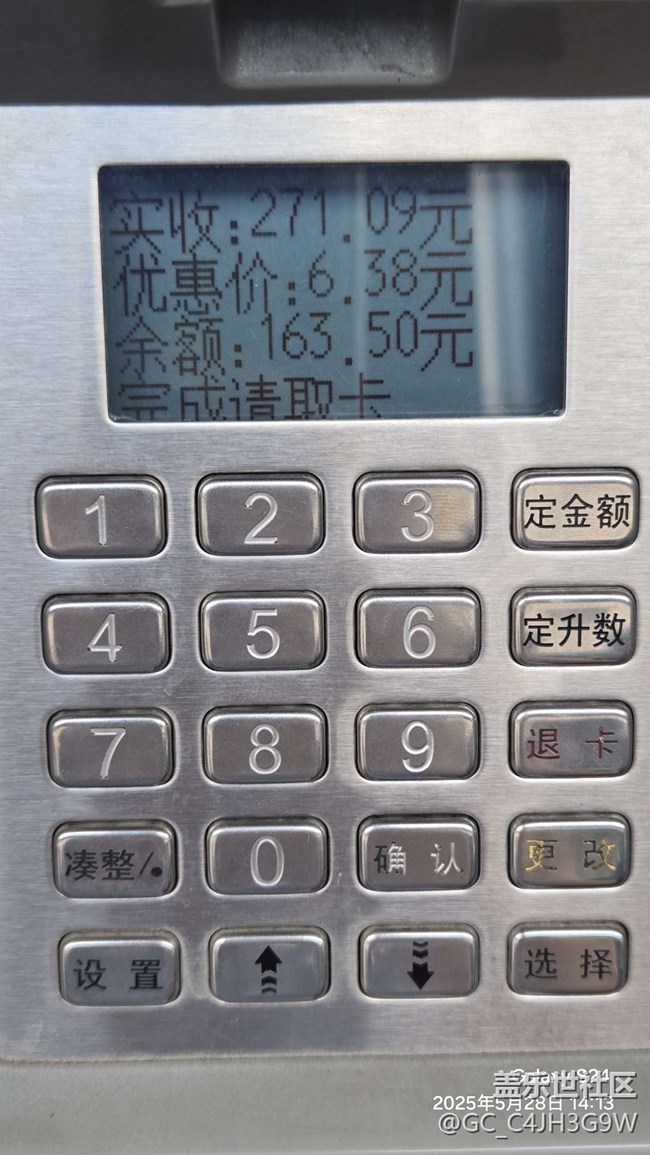 实收:271.09元
优惠价:6.38元
余额:163.50元
完成请取卡
1 2 3 定金额
4 5 6 定升数
7 8 9 退卡
凑整/. 0 确认 更改
设置 选择
Galaxy S21
盖乐世社区
2025年5月28日 14:13
@GC_C4JH3G9W